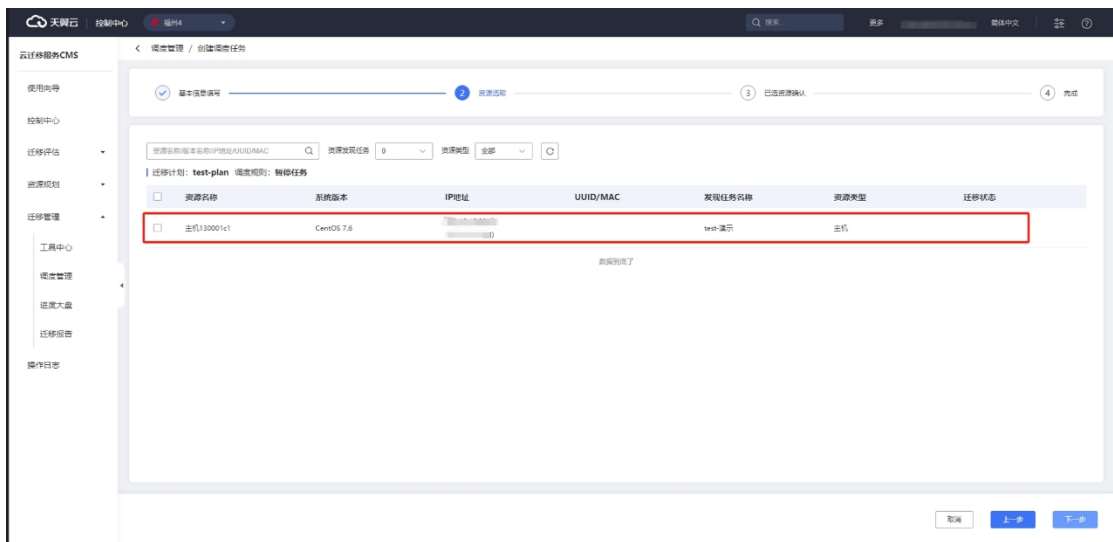 天翼云 控制中心 福州4 搜索... 更多 简体中文
云迁移服务CMS
调度管理 / 创建调度任务
使用向导
控制中心
迁移评估
资源规划
迁移管理
工具中心
调度管理
进度大盘
迁移报告
操作日志
基本信息填写 2 资源选取 3 已选资源确认 4 完成
资源名称/版本名称/IP地址/UUID/MAC 资源发现任务 0 资源类型 全部
迁移计划：test-plan 调度规则：暂停任务
资源名称 系统版本 IP地址 UUID/MAC 发现任务名称 资源类型 迁移状态
主机130001c1 CentOS 7.6 test-演示 主机
数据到底了
取消 上一步 下一步